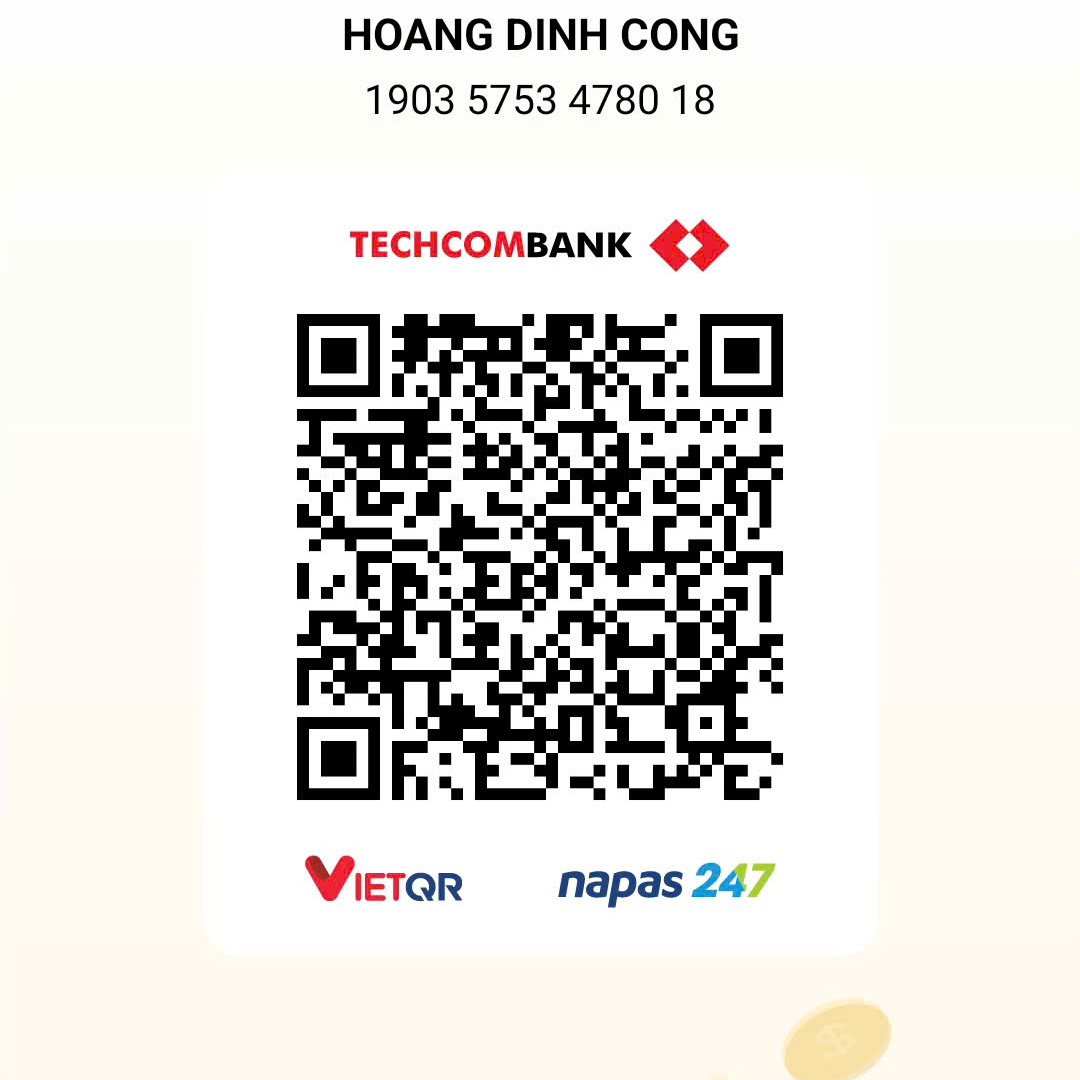 HOANG DINH CONG
1903 5753 4780 18
TECHCOMBANK
VIETQR
napas 247
$